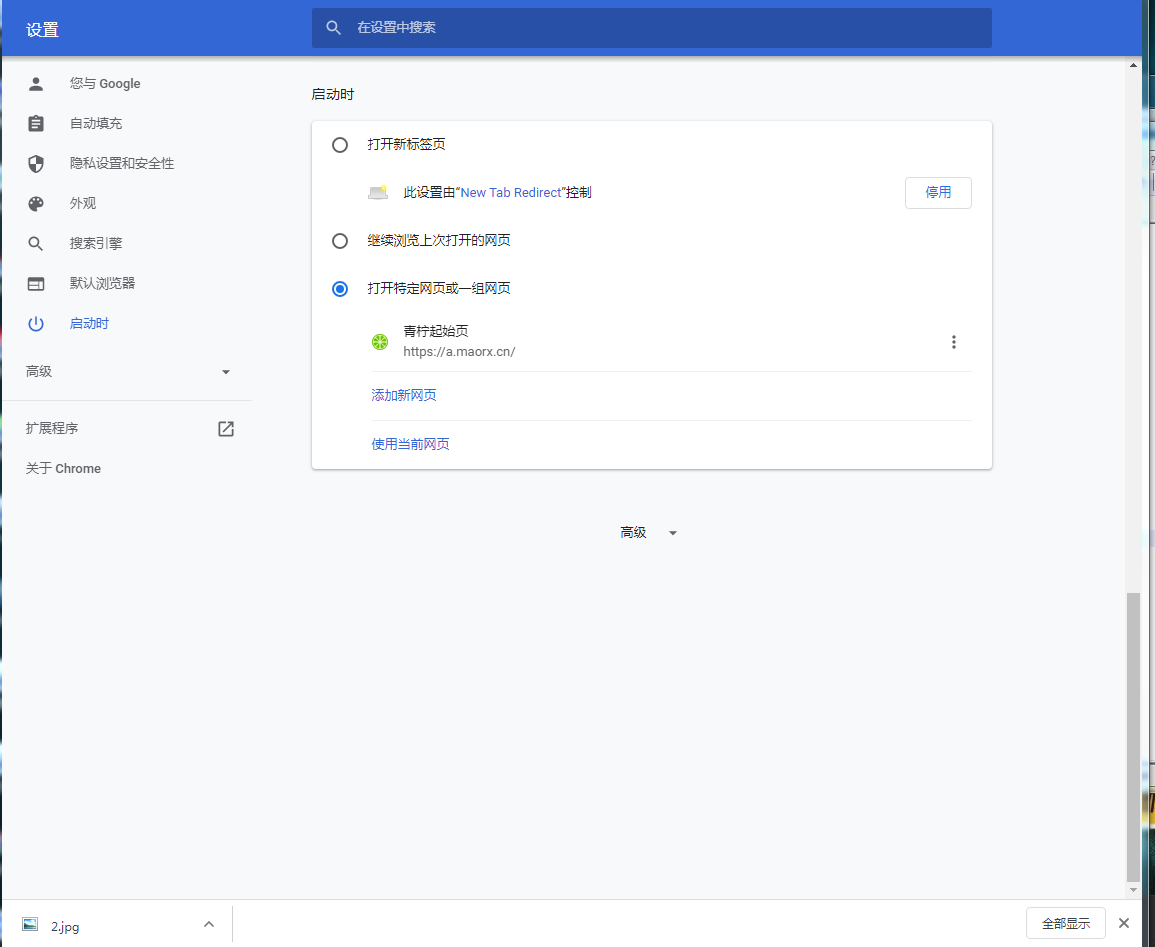 设置
在设置中搜索
您与 Google
自动填充
隐私设置和安全性
外观
搜索引擎
默认浏览器
启动时
高级
扩展程序
关于 Chrome
启动时
打开新标签页
此设置由“New Tab Redirect”控制
停用
继续浏览上次打开的网页
打开特定网页或一组网页
青柠起始页
https://a.maorx.cn/
添加新网页
使用当前网页
高级
2.jpg
全部显示